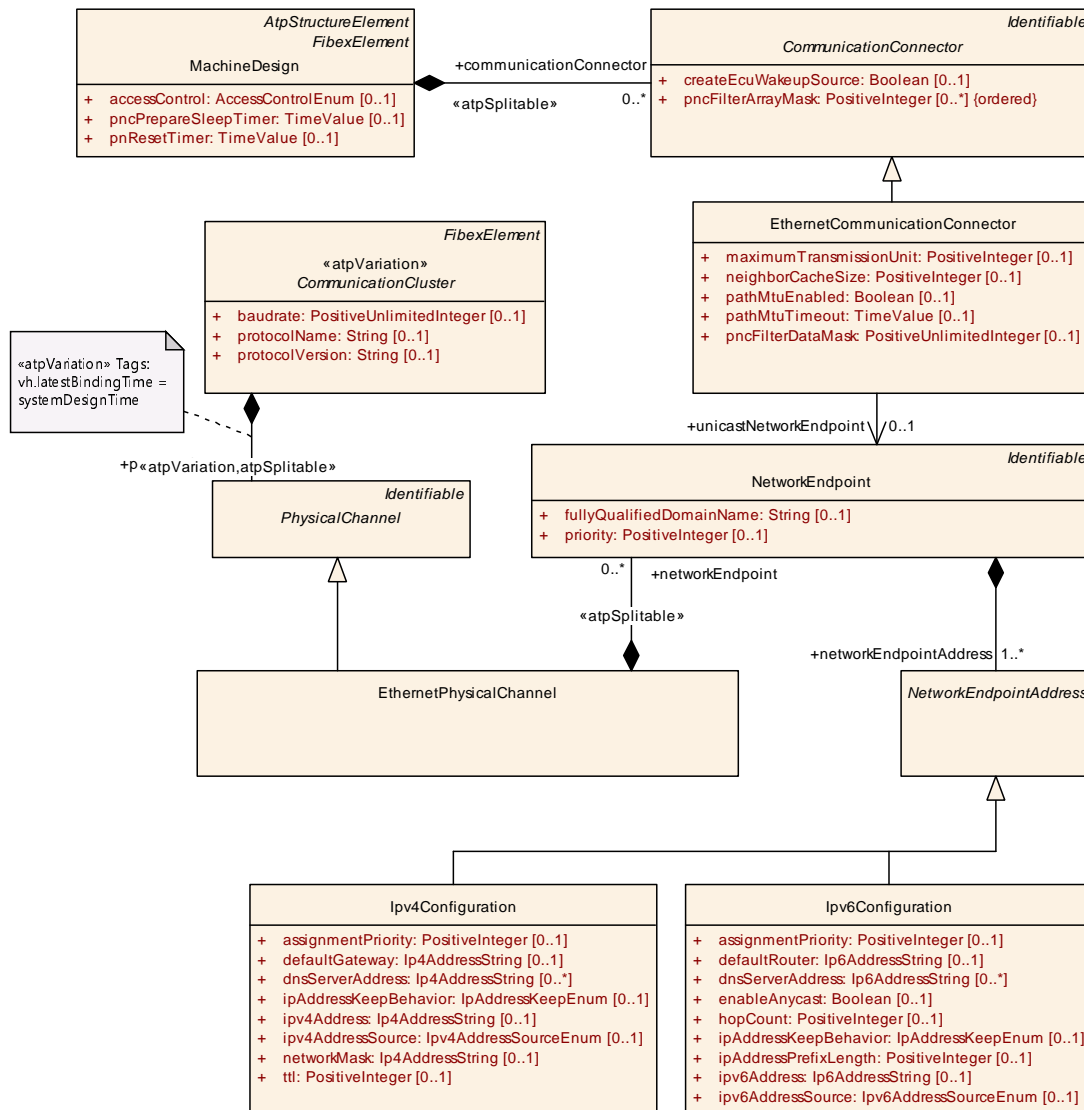 AtpStructureElement
FibexElement
MachineDesign
+ accessControl: AccessControlEnum [0..1]
+ pncPrepareSleepTimer: TimeValue [0..1]
+ pnResetTimer: TimeValue [0..1]
+communicationConnector
«atpSplitable»
0..*
Identifiable
CommunicationConnector
+ createEcuWakeupSource: Boolean [0..1]
+ pncFilterArrayMask: PositiveInteger [0..*] {ordered}
EthernetCommunicationConnector
+ maximumTransmissionUnit: PositiveInteger [0..1]
+ neighborCacheSize: PositiveInteger [0..1]
+ pathMtuEnabled: Boolean [0..1]
+ pathMtuTimeout: TimeValue [0..1]
+ pncFilterDataMask: PositiveUnlimitedInteger [0..1]
FibexElement
«atpVariation»
CommunicationCluster
+ baudrate: PositiveUnlimitedInteger [0..1]
+ protocolName: String [0..1]
+ protocolVersion: String [0..1]
«atpVariation» Tags:
vh.latestBindingTime =
systemDesignTime
+p«atpVariation,atpSplitable»
+unicastNetworkEndpoint
0..1
Identifiable
PhysicalChannel
Identifiable
NetworkEndpoint
+ fullyQualifiedDomainName: String [0..1]
+ priority: PositiveInteger [0..1]
0..*
+networkEndpoint
«atpSplitable»
+networkEndpointAddress
1..*
EthernetPhysicalChannel
NetworkEndpointAddress
Ipv4Configuration
+ assignmentPriority: PositiveInteger [0..1]
+ defaultGateway: Ip4AddressString [0..1]
+ dnsServerAddress: Ip4AddressString [0..*]
+ ipAddressKeepBehavior: IpAddressKeepEnum [0..1]
+ ipv4Address: Ip4AddressString [0..1]
+ ipv4AddressSource: Ipv4AddressSourceEnum [0..1]
+ networkMask: Ip4AddressString [0..1]
+ ttl: PositiveInteger [0..1]
Ipv6Configuration
+ assignmentPriority: PositiveInteger [0..1]
+ defaultRouter: Ip6AddressString [0..1]
+ dnsServerAddress: Ip6AddressString [0..*]
+ enableAnycast: Boolean [0..1]
+ hopCount: PositiveInteger [0..1]
+ ipAddressKeepBehavior: IpAddressKeepEnum [0..1]
+ ipAddressPrefixLength: PositiveInteger [0..1]
+ ipv6Address: Ip6AddressString [0..1]
+ ipv6AddressSource: Ipv6AddressSourceEnum [0..1]